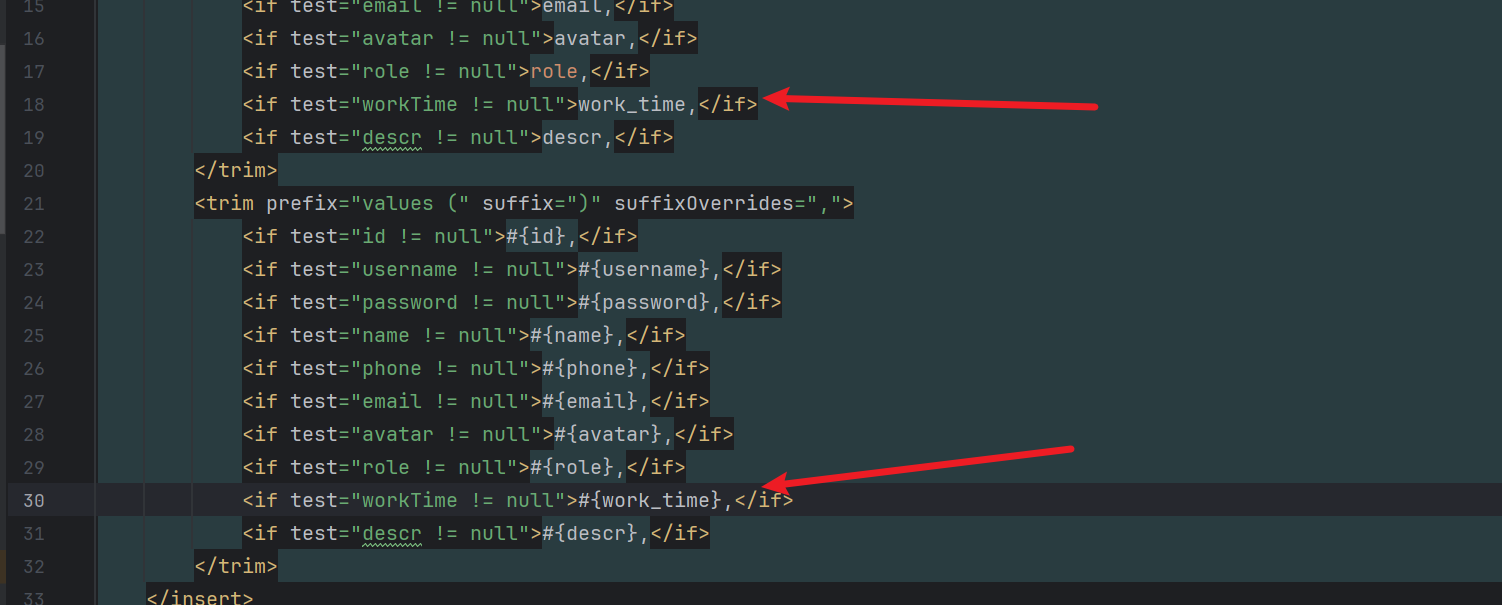 15 <if test="email != null">email,</if>
16 <if test="avatar != null">avatar,</if>
17 <if test="role != null">role,</if>
18 <if test="workTime != null">work_time,</if>
19 <if test="descr != null">descr,</if>
20 </trim>
21 <trim prefix="values (" suffix=")" suffixOverrides=",">
22 <if test="id != null">#{id},</if>
23 <if test="username != null">#{username},</if>
24 <if test="password != null">#{password},</if>
25 <if test="name != null">#{name},</if>
26 <if test="phone != null">#{phone},</if>
27 <if test="email != null">#{email},</if>
28 <if test="avatar != null">#{avatar},</if>
29 <if test="role != null">#{role},</if>
30 <if test="workTime != null">#{work_time},</if>
31 <if test="descr != null">#{descr},</if>
32 </trim>
33 </insert>